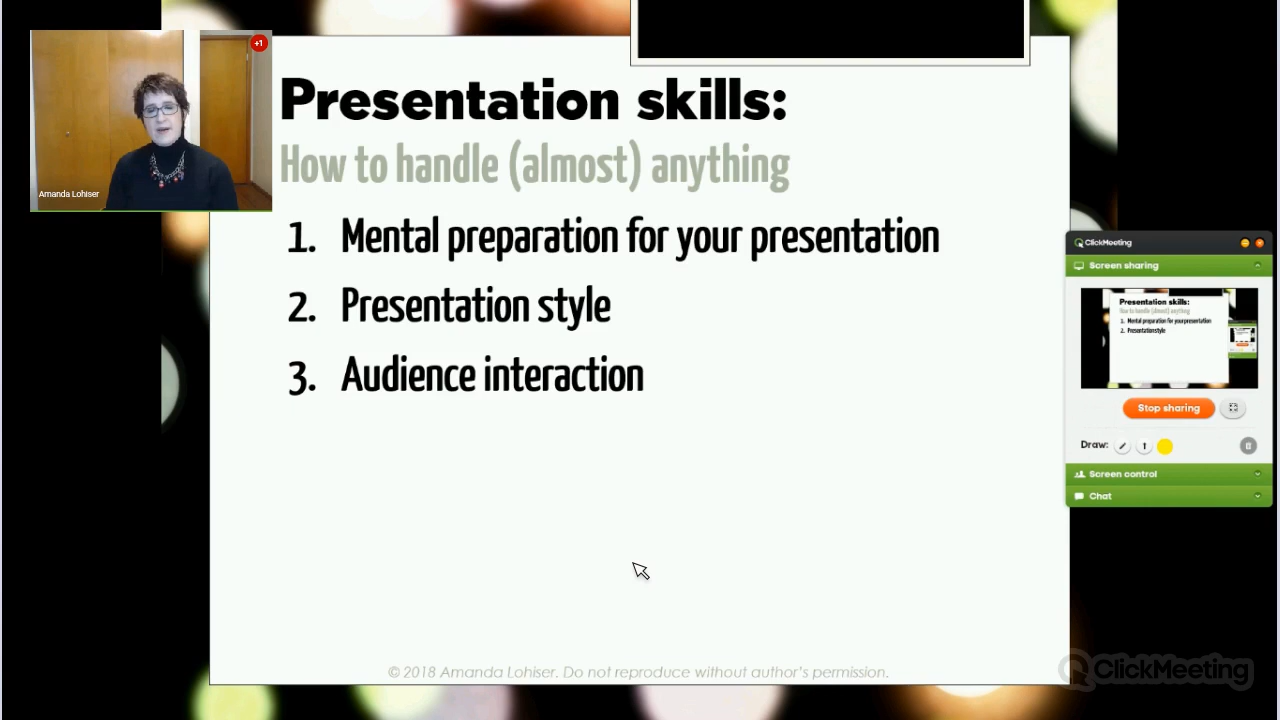 +1
Amanda Lohiser
Presentation skills:
How to handle (almost) anything
1. Mental preparation for your presentation
2. Presentation style
3. Audience interaction
© 2018 Amanda Lohiser. Do not reproduce without author's permission.
ClickMeeting
Screen sharing
Presentation skills:
How to handle (almost) anything
1. Mental preparation for your presentation
2. Presentation style
Stop sharing
Draw:
Screen control
Chat
ClickMeeting